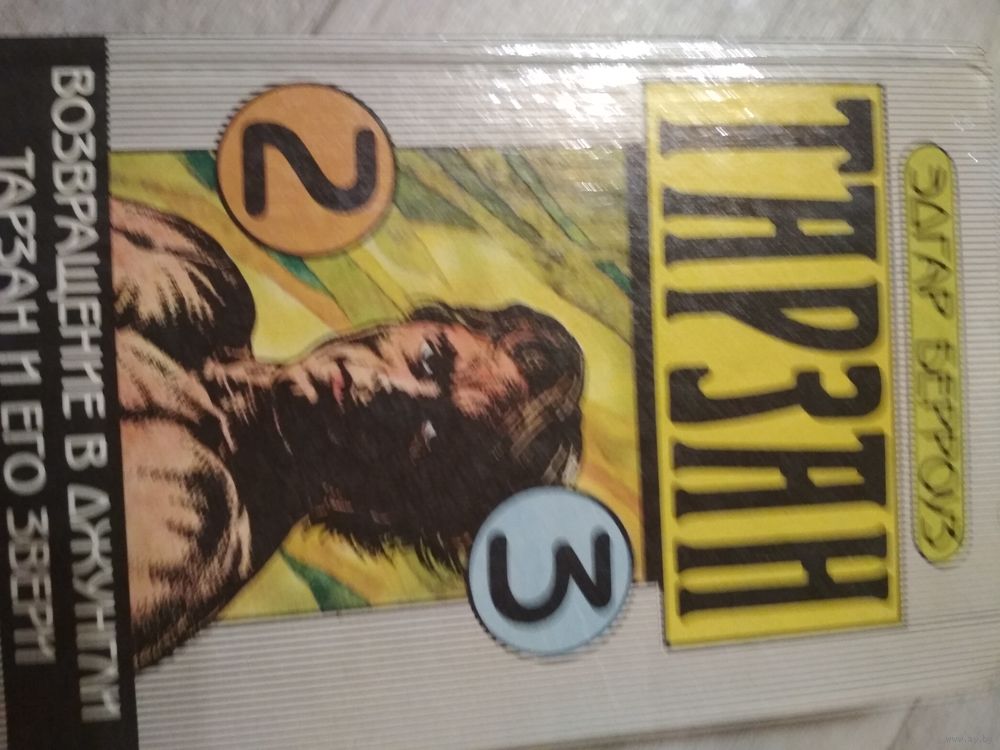 ЭДГАР БЕРРОУЗ
ТАРЗАН
2
3
ВОЗВРАЩЕНИЕ В ДЖУНГЛИ
ТАРЗАН И ЕГО ЗВЕРИ